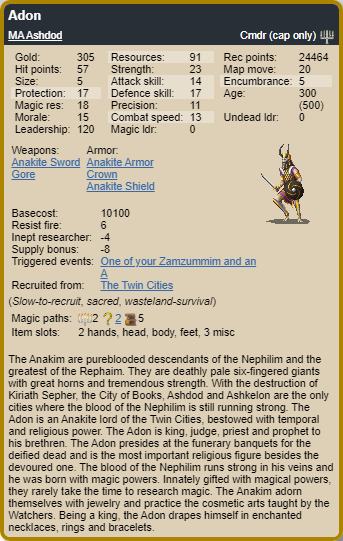 Adon
MA Ashdod Cmdr (cap only)
Gold: 305 Resources: 91 Rec points: 24464
Hit points: 57 Strength: 23 Map move: 20
Size: 5 Attack skill: 14 Encumbrance: 5
Protection: 17 Defence skill: 17 Age: 300
Magic res: 18 Precision: 11 (500)
Morale: 15 Combat speed: 13 Undead ldr: 0
Leadership: 120 Magic ldr: 0
Weapons: Armor:
Anakite Sword Anakite Armor
Gore Crown
Anakite Shield
Basecost: 10100
Resist fire: 6
Inept researcher: -4
Supply bonus: -8
Triggered events: One of your Zamzummim and an
A
Recruited from: The Twin Cities
(Slow-to-recruit, sacred, wasteland-survival)
Magic paths: 2 ? 2 5
Item slots: 2 hands, head, body, feet, 3 misc
The Anakim are pureblooded descendants of the Nephilim and the
greatest of the Rephaim. They are deathly pale six-fingered giants
with great horns and tremendous strength. With the destruction of
Kiriath Sepher, the City of Books, Ashdod and Ashkelon are the only
cities where the blood of the Nephilim is still running strong. The
Adon is an Anakite lord of the Twin Cities, bestowed with temporal
and religious power. The Adon is king, judge, priest and prophet to
his brethren. The Adon presides at the funerary banquets for the
deified dead and is the most important religious figure besides the
devoured one. The blood of the Nephilim runs strong in his veins and
he was born with magic powers. Innately gifted with magical powers,
they rarely take the time to research magic. The Anakim adorn
themselves with jewelry and practice the cosmetic arts taught by the
Watchers. Being a king, the Adon drapes himself in enchanted
necklaces, rings and bracelets.